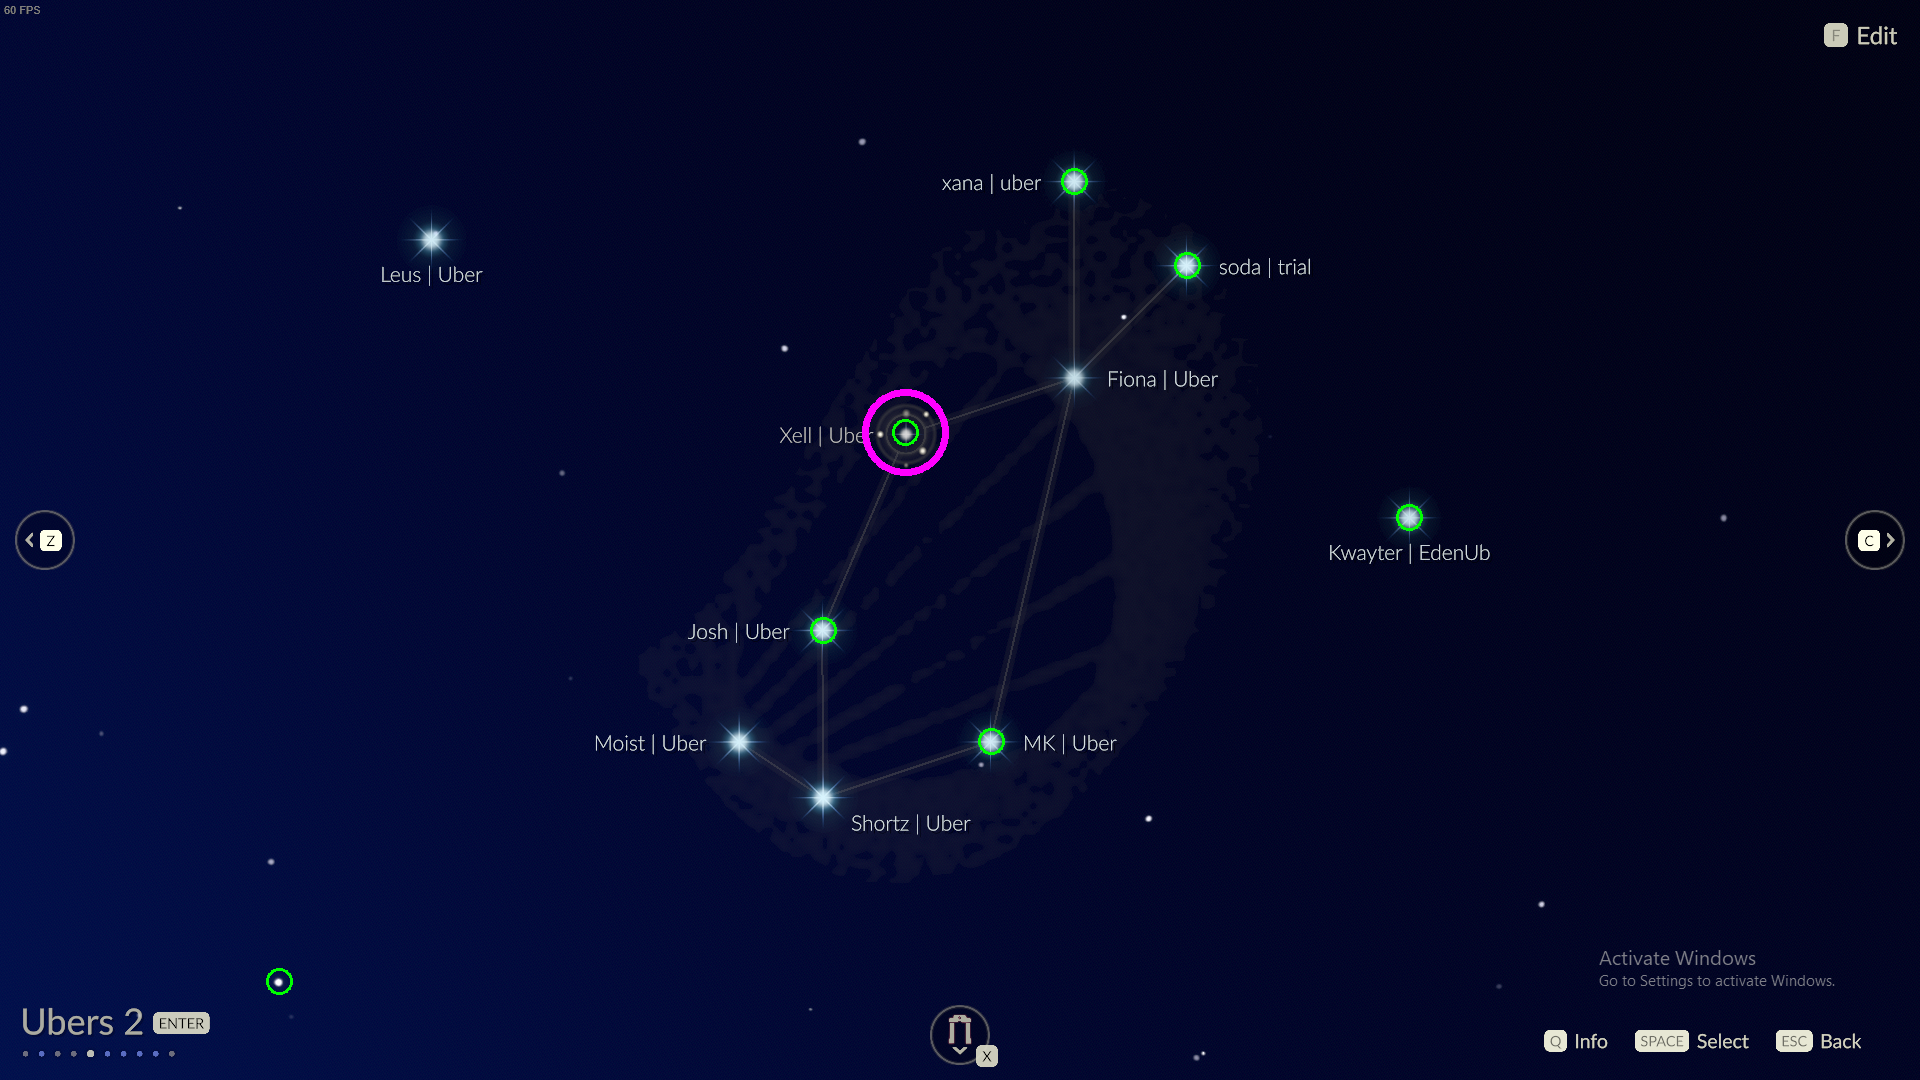 60 FPS
F Edit
xana | uber
soda | trial
Leus | Uber
Fiona | Uber
Xell | Uber
Z
C
Kwayter | EdenUb
Josh | Uber
Moist | Uber
MK | Uber
Shortz | Uber
Activate Windows
Go to Settings to activate Windows.
Ubers 2 ENTER
X
Q Info SPACE Select ESC Back